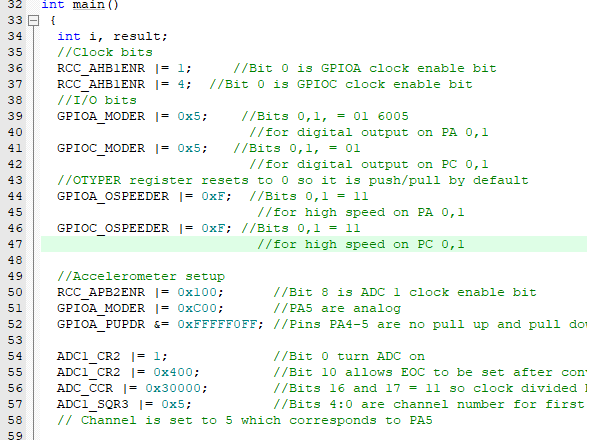 32 int main()
33 {
34 int i, result;
35 //Clock bits
36 RCC_AHB1ENR |= 1; //Bit 0 is GPIOA clock enable bit
37 RCC_AHB1ENR |= 4; //Bit 0 is GPIOC clock enable bit
38 //I/O bits
39 GPIOA_MODER |= 0x5; //Bits 0,1, = 01 6005
40 //for digital output on PA 0,1
41 GPIOC_MODER |= 0x5; //Bits 0,1, = 01
42 //for digital output on PC 0,1
43 //OTYPER register resets to 0 so it is push/pull by default
44 GPIOA_OSPEEDER |= 0xF; //Bits 0,1 = 11
45 //for high speed on PA 0,1
46 GPIOC_OSPEEDER |= 0xF; //Bits 0,1 = 11
47 //for high speed on PC 0,1
48
49 //Accelerometer setup
50 RCC_APB2ENR |= 0x100; //Bit 8 is ADC 1 clock enable bit
51 GPIOA_MODER |= 0xC00; //PA5 are analog
52 GPIOA_PUPDR &= 0xFFFFF0FF; //Pins PA4-5 are no pull up and pull
53
54 ADC1_CR2 |= 1; //Bit 0 turn ADC on
55 ADC1_CR2 |= 0x400; //Bit 10 allows EOC to be set after
56 ADC_CCR |= 0x30000; //Bits 16 and 17 = 11 so clock divided
57 ADC1_SQR3 |= 0x5; //Bits 4:0 are channel number for first
58 // Channel is set to 5 which corresponds to PA5
59